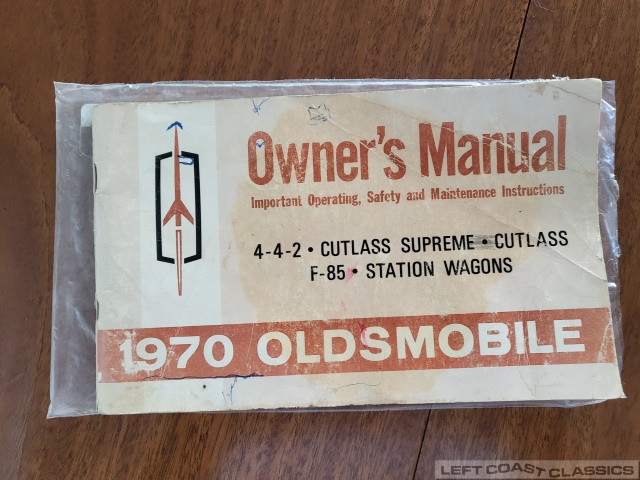 Owner's Manual
Important Operating, Safety and Maintenance Instructions
4-4-2 • CUTLASS SUPREME • CUTLASS
F-85 • STATION WAGONS
1970 OLDSMOBILE
LEFT COAST CLASSICS